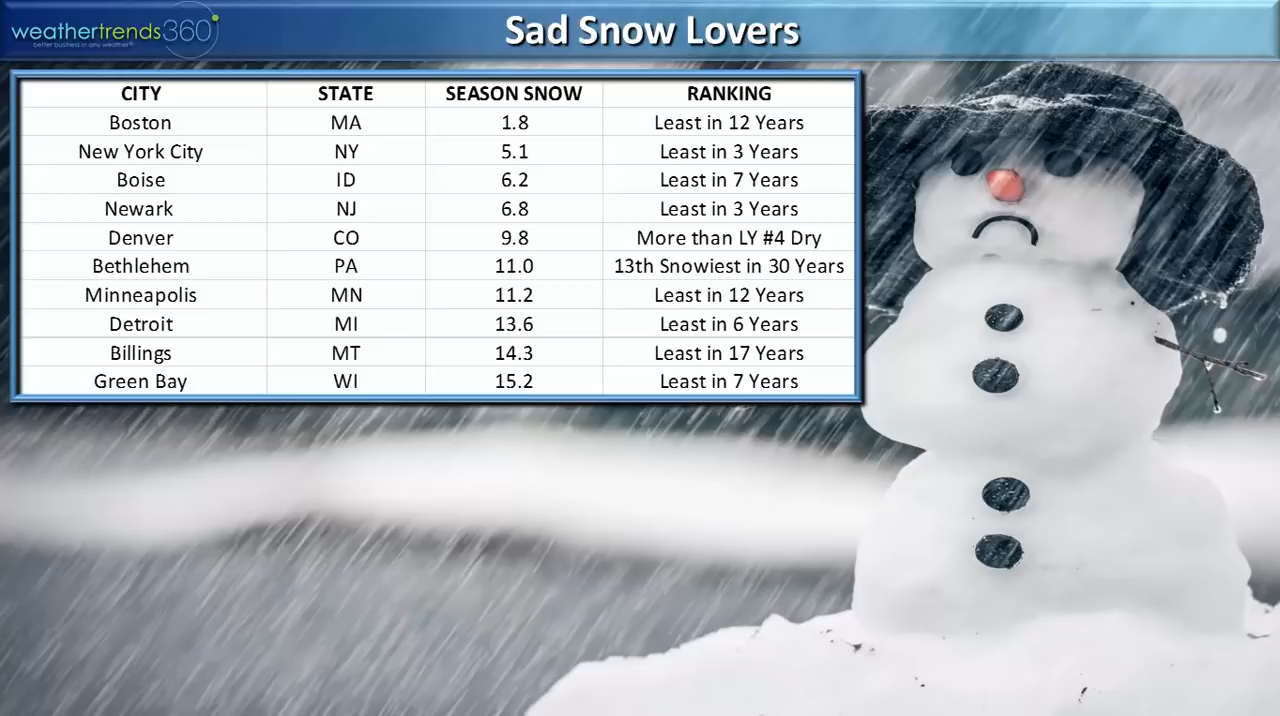 weathertrends360
better business in any weather®
Sad Snow Lovers
CITY STATE SEASON SNOW RANKING
Boston MA 1.8 Least in 12 Years
New York City NY 5.1 Least in 3 Years
Boise ID 6.2 Least in 7 Years
Newark NJ 6.8 Least in 3 Years
Denver CO 9.8 More than LY #4 Dry
Bethlehem PA 11.0 13th Snowiest in 30 Years
Minneapolis MN 11.2 Least in 12 Years
Detroit MI 13.6 Least in 6 Years
Billings MT 14.3 Least in 17 Years
Green Bay WI 15.2 Least in 7 Years